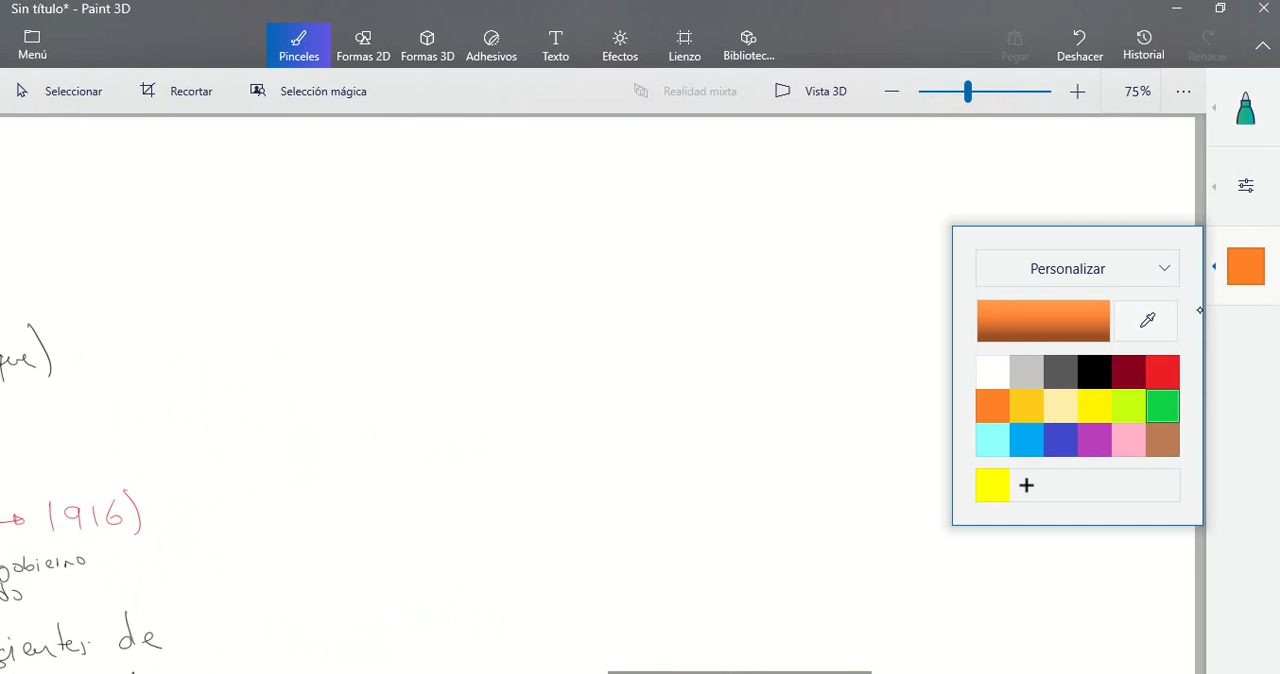 Sin título* - Paint 3D
Menú
Pinceles Formas 2D Formas 3D Adhesivos Texto Efectos Lienzo Bibliotec... Pegar Deshacer Historial Rehacer
Seleccionar Recortar Selección mágica Realidad mixta Vista 3D 75%
Personalizar
que)
→ 1916)
gobierno
do
cientes de